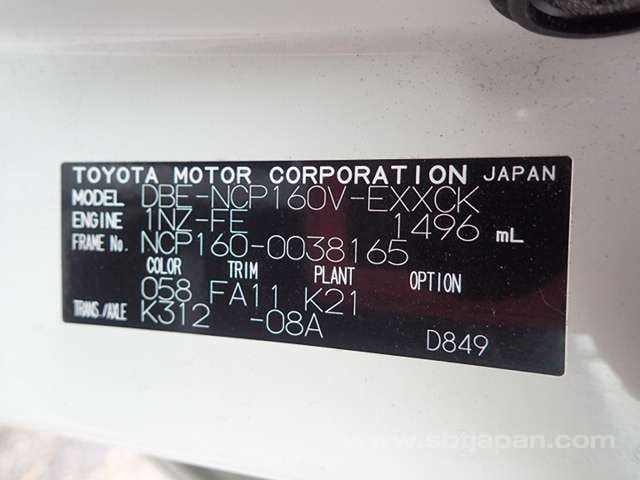 TOYOTA MOTOR CORPORATION JAPAN
MODEL DBE-NCP160V-EXXCK
ENGINE 1NZ-FE 1496 mL
FRAME No. NCP160-0038165
COLOR TRIM PLANT OPTION
058 FA11 K21
TRANS./AXLE K312 -08A
D849
www.sbtjapan.com